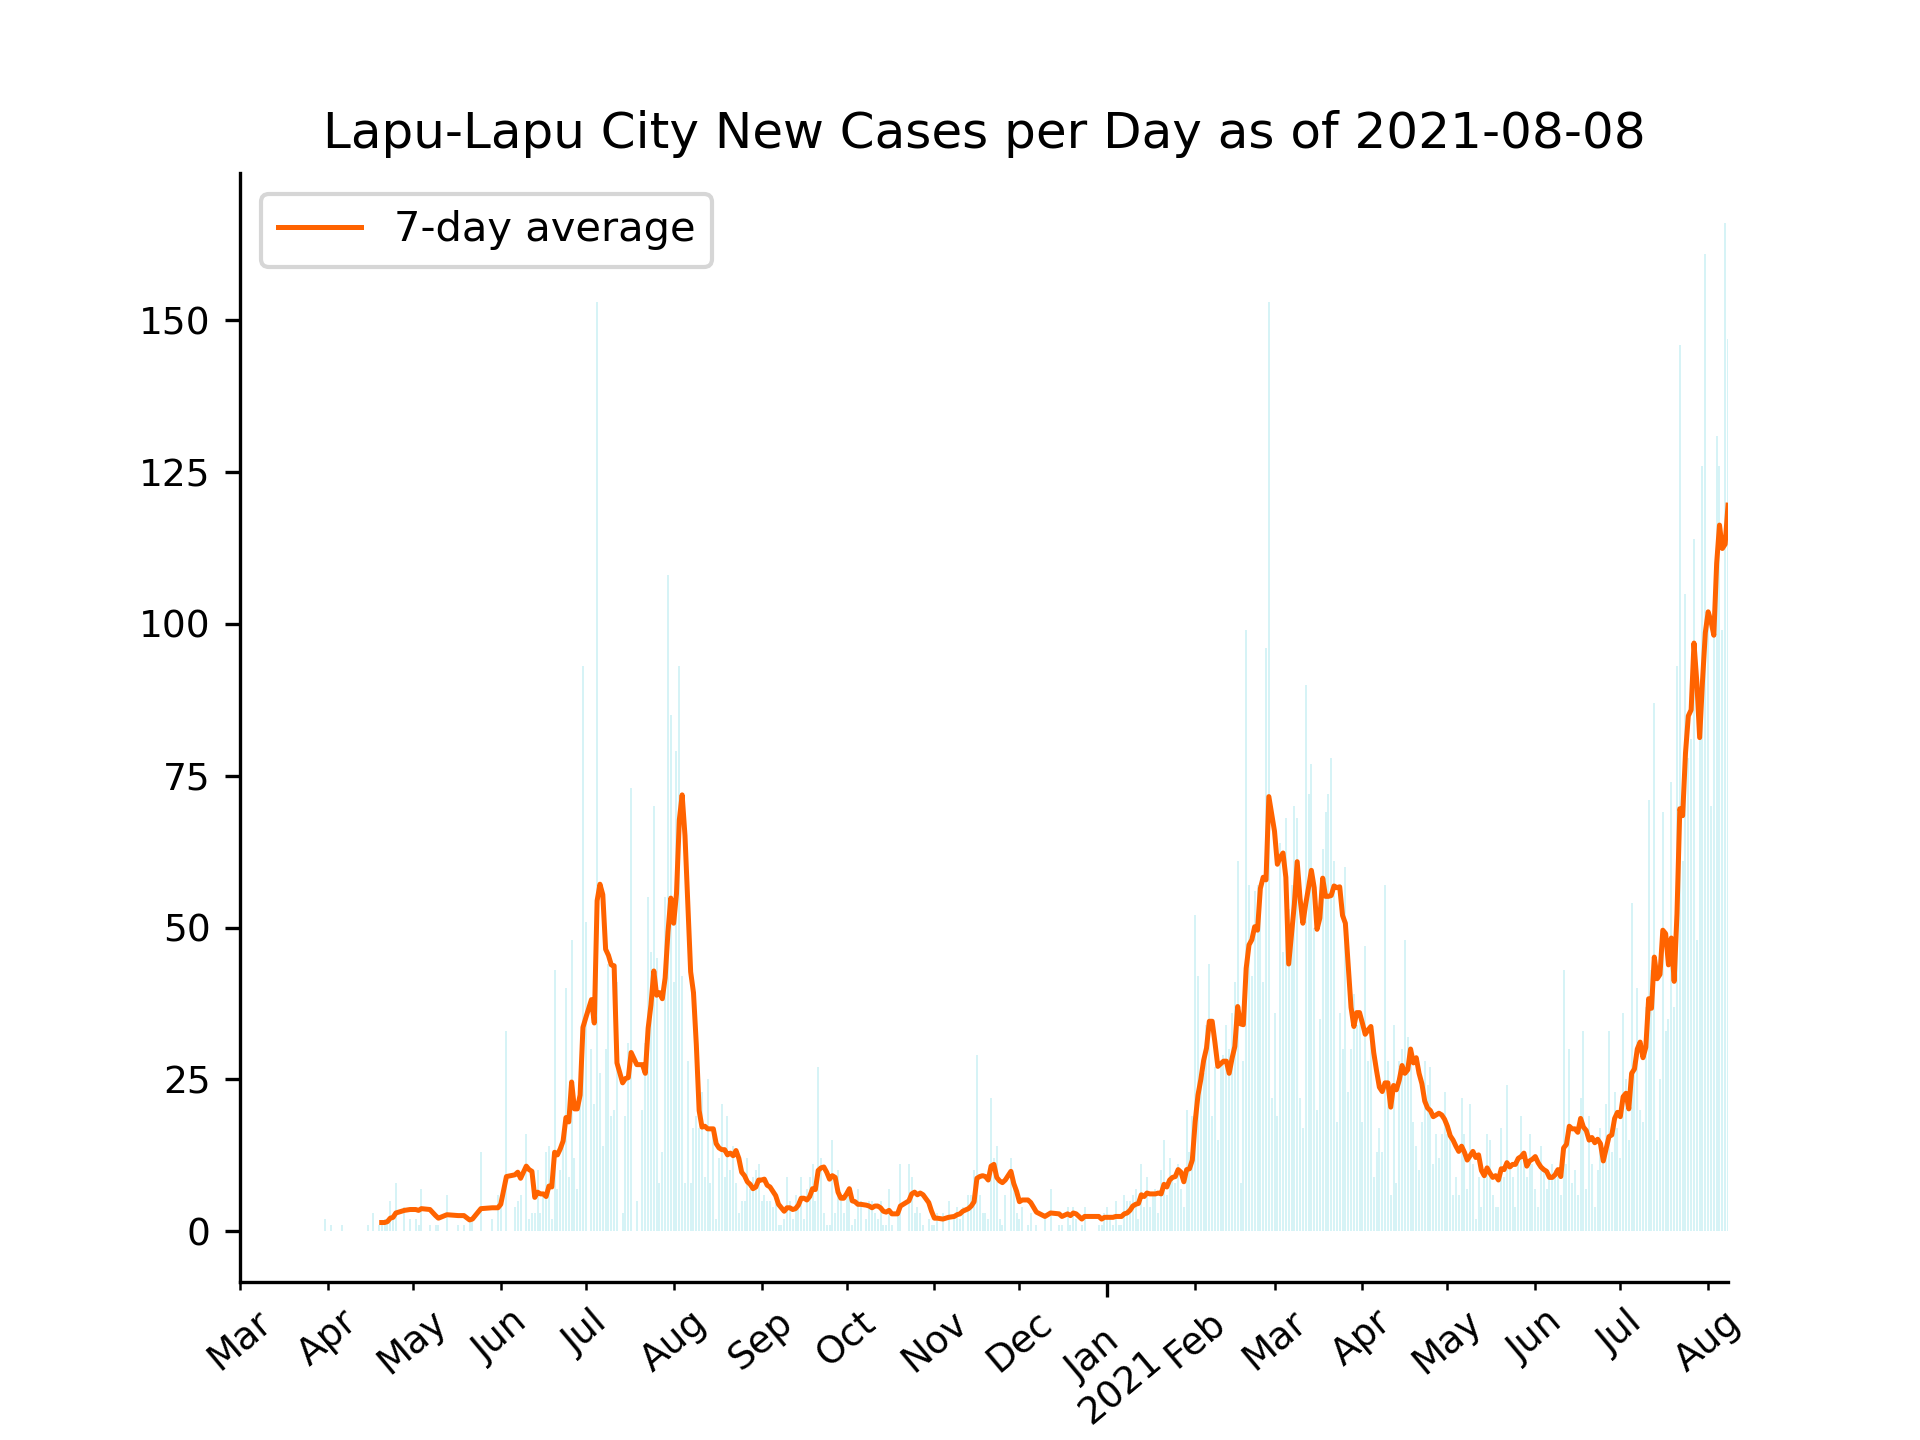 Lapu-Lapu City New Cases per Day as of 2021-08-08
7-day average
150
125
100
75
50
25
0
Mar Apr May Jun Jul Aug Sep Oct Nov Dec Jan Feb Mar Apr May Jun Jul Aug
2021